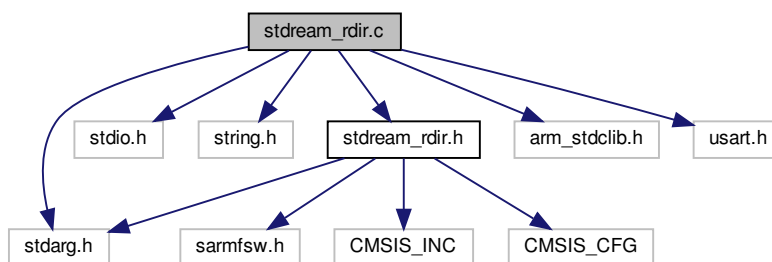 stdream_rdir.c
stdio.h
string.h
stdream_rdir.h
arm_stdclib.h
usart.h
stdarg.h
sarmfsw.h
CMSIS_INC
CMSIS_CFG